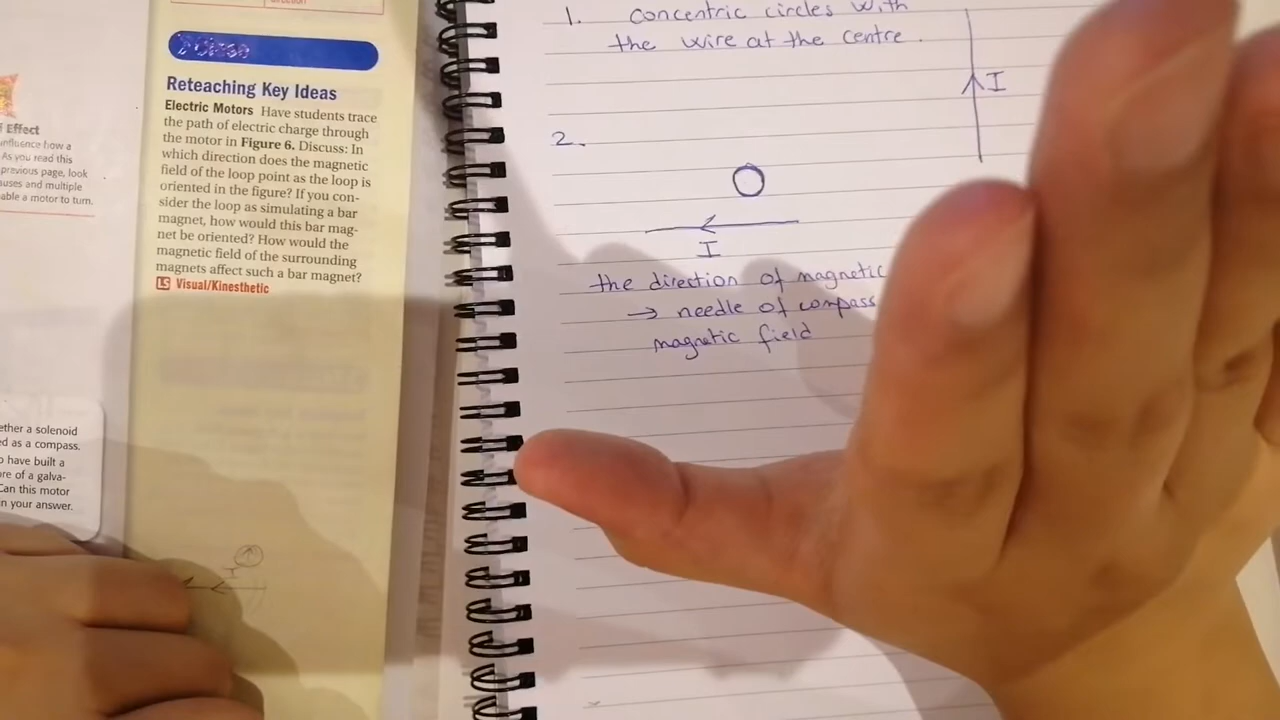 Effect
influence how a
As you read this
previous page, look
uses and multiple
able a motor to turn.
ether a solenoid
ed as a compass.
o have built a
re of a galva-
Can this motor
n your answer.
Close
Reteaching Key Ideas
Electric Motors Have students trace
the path of electric charge through
the motor in Figure 6. Discuss: In
which direction does the magnetic
field of the loop point as the loop is
oriented in the figure? If you con-
sider the loop as simulating a bar
magnet, how would this bar mag-
net be oriented? How would the
magnetic field of the surrounding
magnets affect such a bar magnet?
LS Visual/Kinesthetic
I
1. concentric circles with
the wire at the centre.
I
2.
I
the direction of magnetic
→ needle of compass
magnetic field